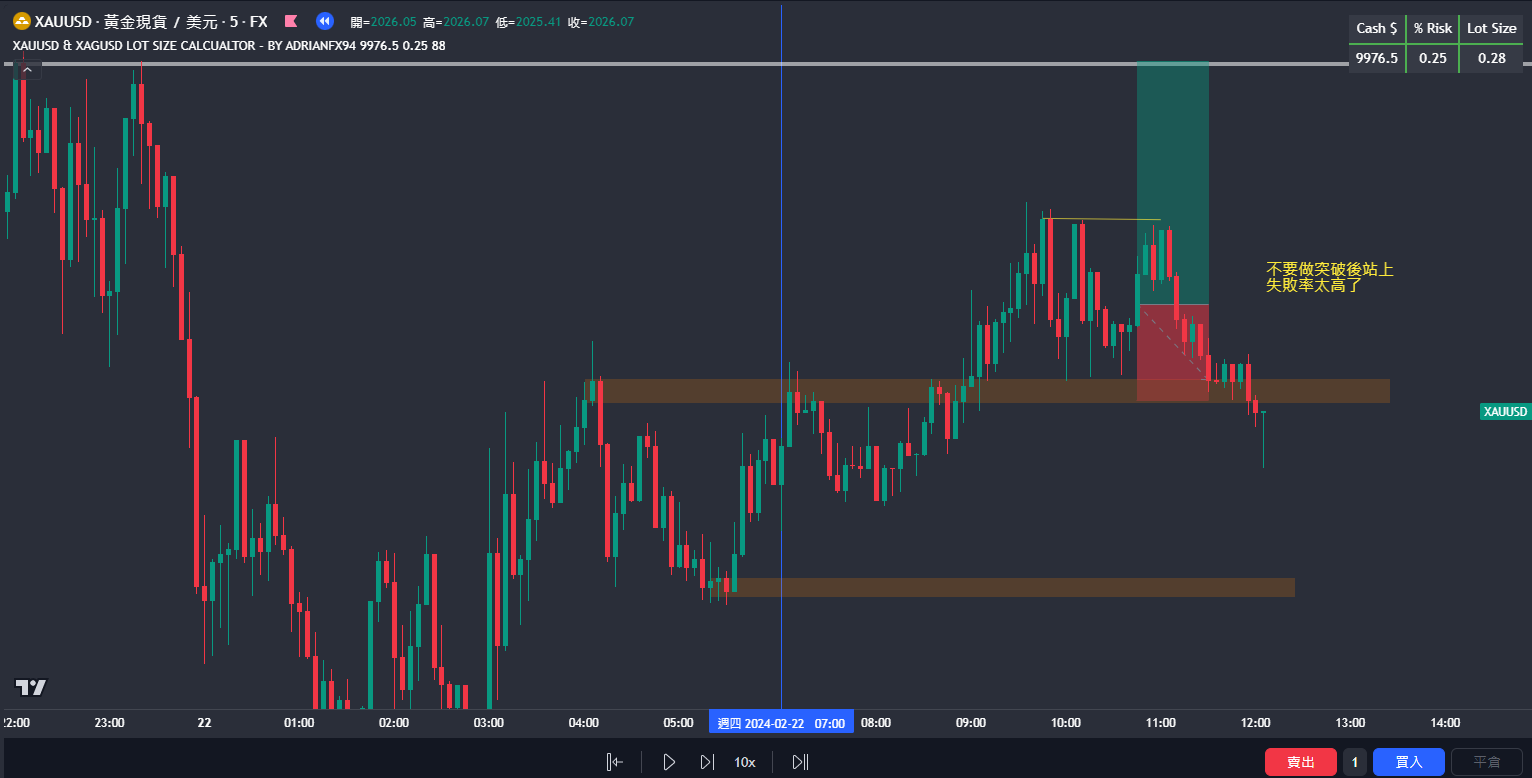 XAUUSD · 黃金現貨 / 美元 · 5 · FX 開=2026.05 高=2026.07 低=2025.41 收=2026.07
XAUUSD & XAGUSD LOT SIZE CALCUALTOR - BY ADRIANFX94 9976.5 0.25 88
Cash $ % Risk Lot Size
9976.5 0.25 0.28
不要做突破後站上
失敗率太高了
XAUUSD
22:00 23:00 22 01:00 02:00 03:00 04:00 05:00 週四 2024-02-22 07:00 08:00 09:00 10:00 11:00 12:00 13:00 14:00
10x 賣出 1 買入 平倉